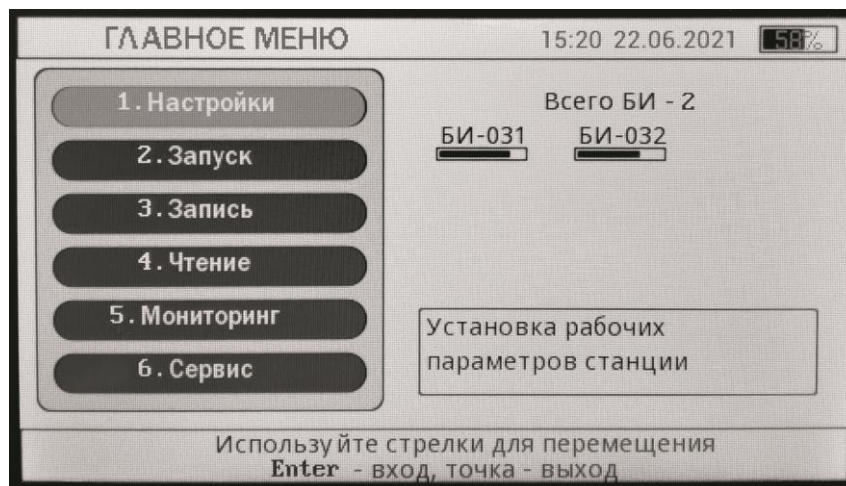 ГЛАВНОЕ МЕНЮ 15:20 22.06.2021 58%
1.Настройки
2.Запуск
3.Запись
4.Чтение
5.Мониторинг
6.Сервис
Всего БИ - 2
БИ-031 БИ-032
Установка рабочих
параметров станции
Используйте стрелки для перемещения
Enter - вход, точка - выход